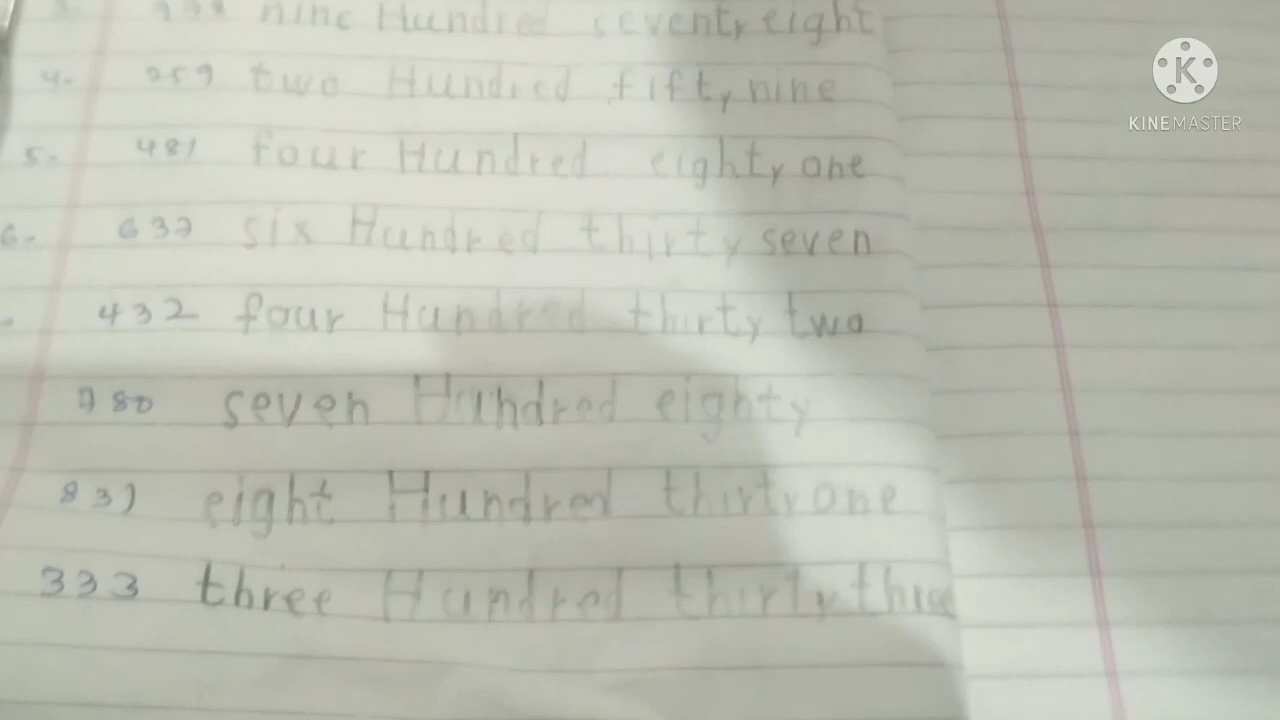 nine Hundred seventy eight
4. 259 two Hundred fifty nine
5. 481 four Hundred eighty one
6. 637 six Hundred thirty seven
432 four Hundred thirty two
780 seven Hundred eighty
831 eight Hundred thirty one
333 three Hundred thirty three
KINEMASTER